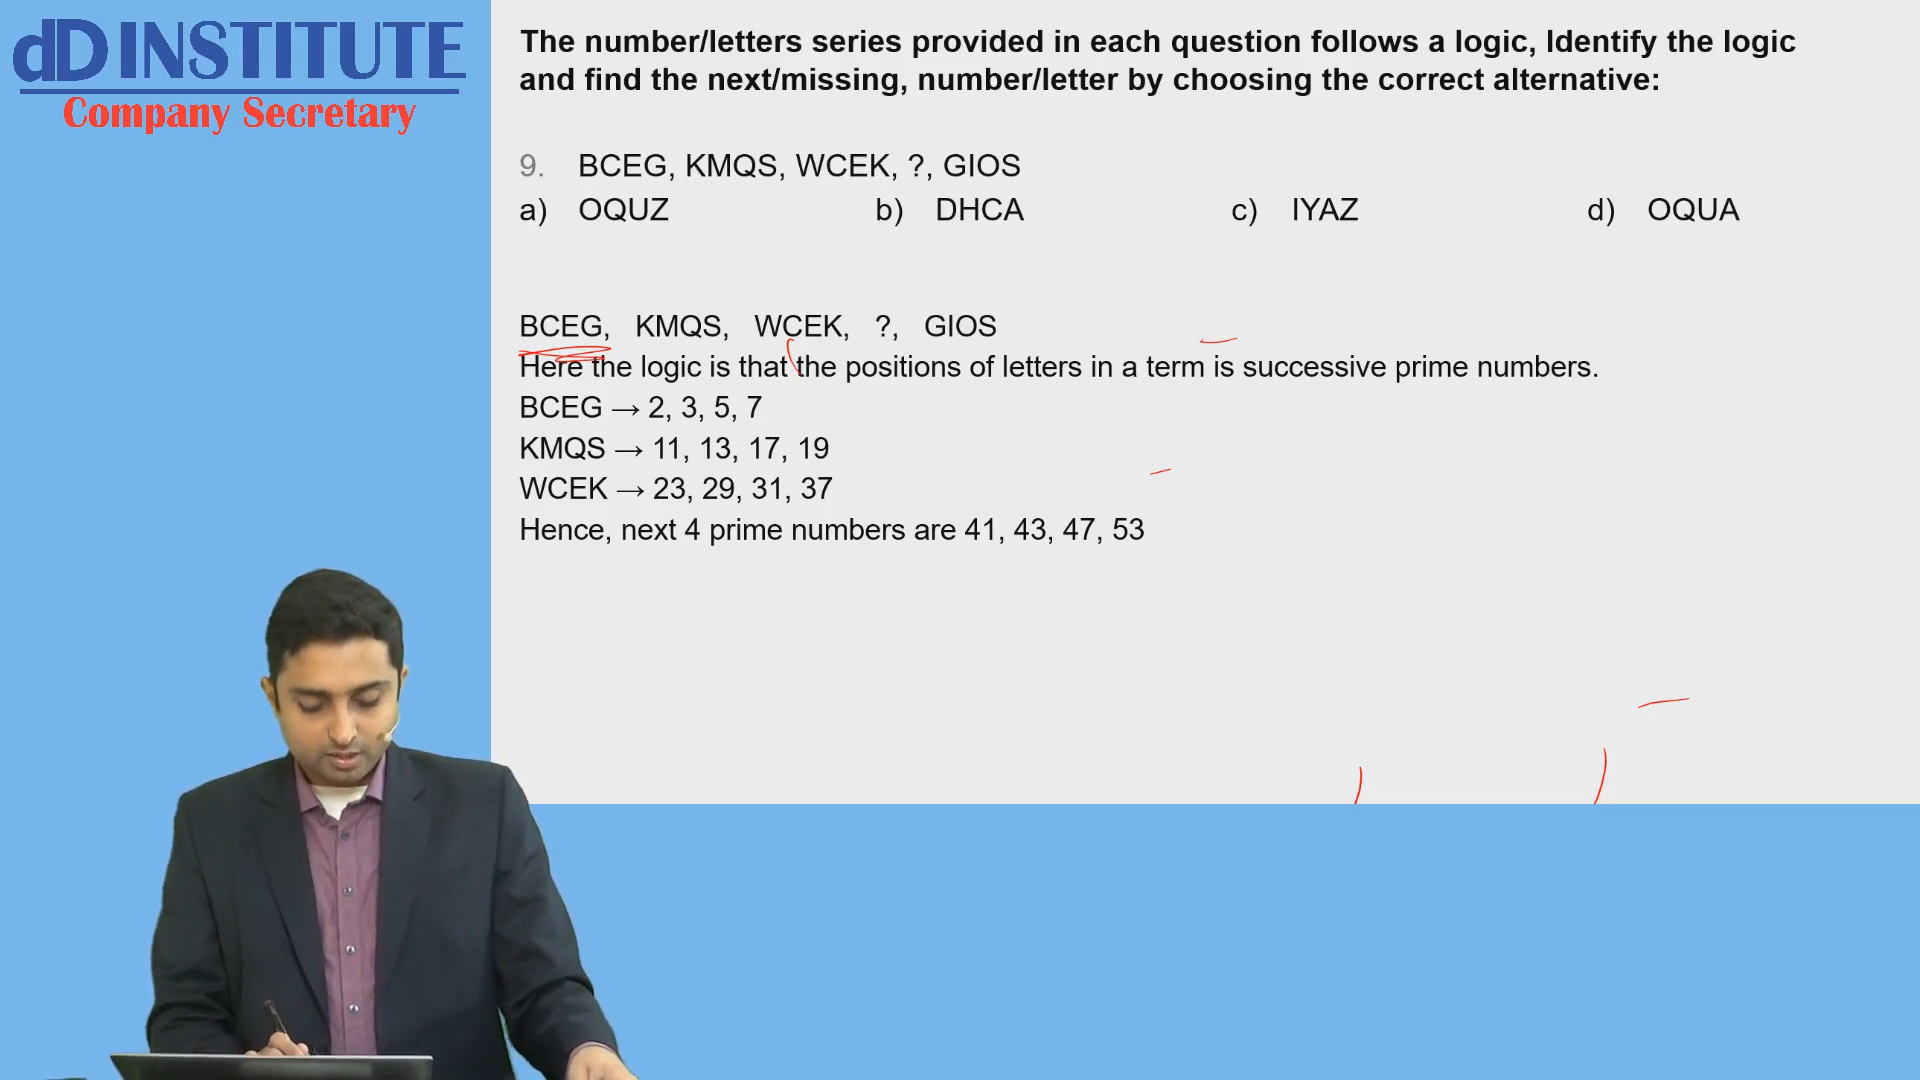 dD INSTITUTE
Company Secretary
The number/letters series provided in each question follows a logic, Identify the logic
and find the next/missing, number/letter by choosing the correct alternative:
9. BCEG, KMQS, WCEK, ?, GIOS
a) OQUZ b) DHCA c) IYAZ d) OQUA
BCEG, KMQS, WCEK, ?, GIOS
Here the logic is that the positions of letters in a term is successive prime numbers.
BCEG → 2, 3, 5, 7
KMQS → 11, 13, 17, 19
WCEK → 23, 29, 31, 37
Hence, next 4 prime numbers are 41, 43, 47, 53